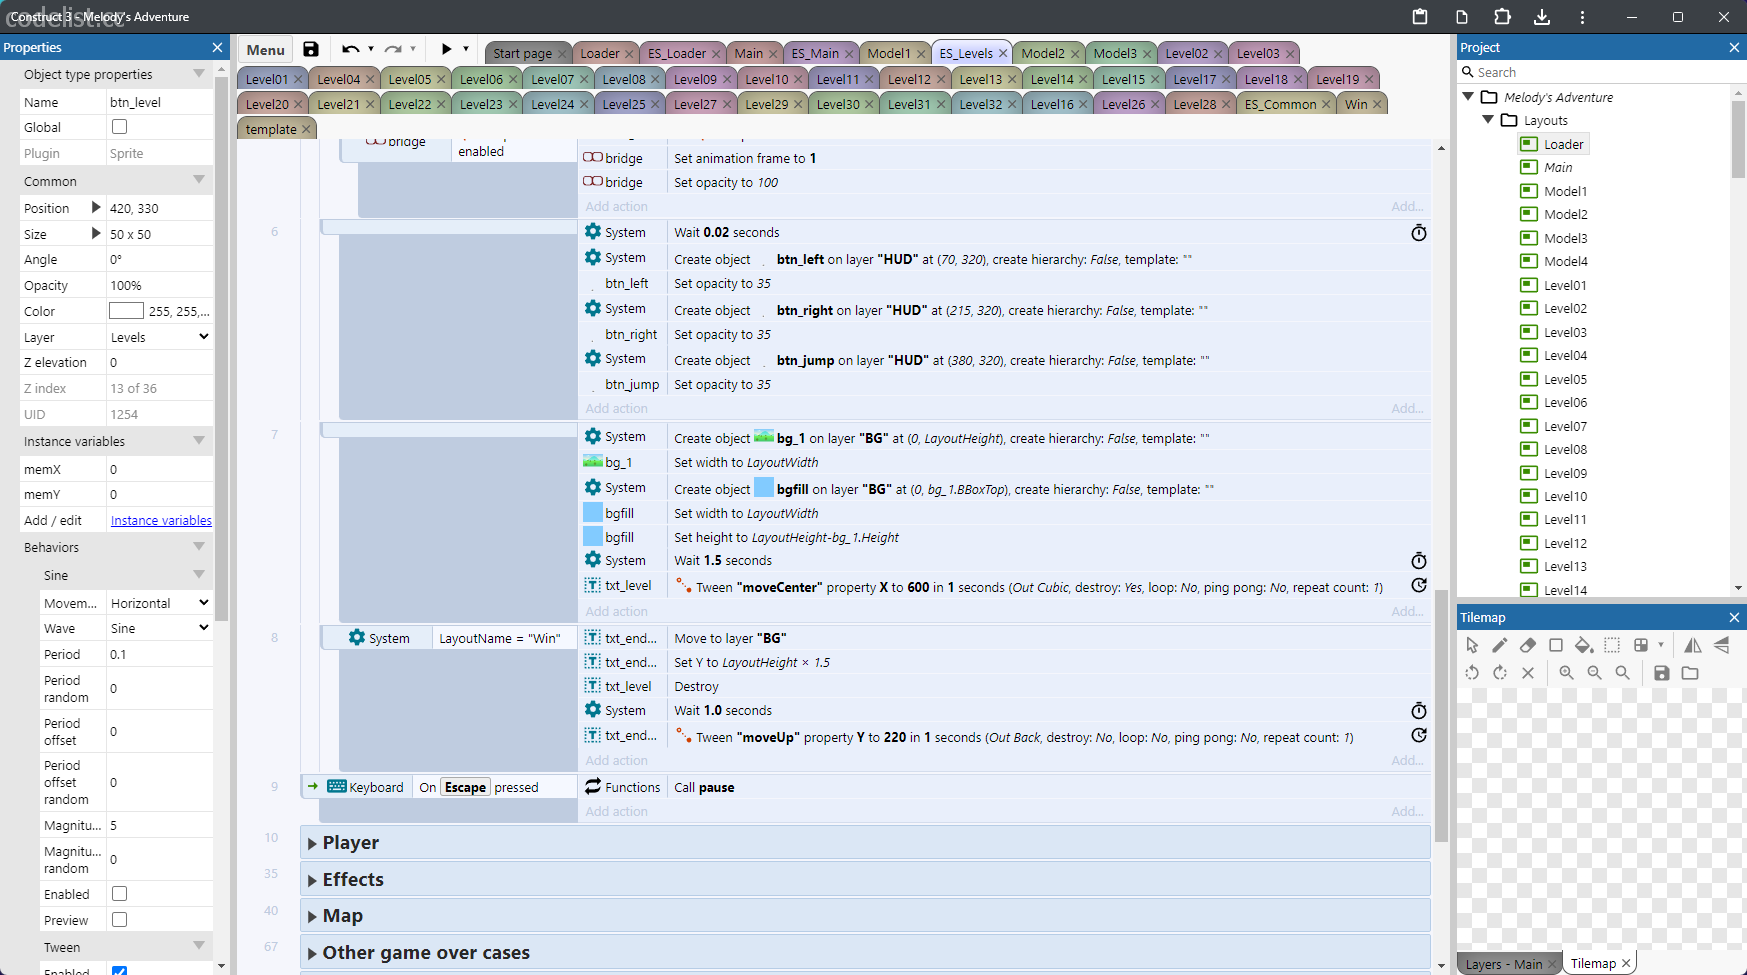 Construct 3 - Melody's Adventure
codelist.cc
Properties
Object type properties
Name btn_level
Global
Plugin Sprite
Common
Position 420, 330
Size 50 x 50
Angle 0°
Opacity 100%
Color 255, 255,...
Layer Levels
Z elevation 0
Z index 13 of 36
UID 1254
Instance variables
memX 0
memY 0
Add / edit Instance variables
Behaviors
Sine
Movem... Horizontal
Wave Sine
Period 0.1
Period random 0
Period offset 0
Period offset random 0
Magnitu... 5
Magnitu... random 0
Enabled
Preview
Tween
Enabled
Menu
Start page Loader ES_Loader Main ES_Main Model1 ES_Levels Model2 Model3 Level02 Level03
Level01 Level04 Level05 Level06 Level07 Level08 Level09 Level10 Level11 Level12 Level13 Level14 Level15 Level17 Level18 Level19
Level20 Level21 Level22 Level23 Level24 Level25 Level27 Level29 Level30 Level31 Level32 Level16 Level26 Level28 ES_Common Win
template
bridge enabled
bridge Set animation frame to 1
bridge Set opacity to 100
Add action Add...
6
System Wait 0.02 seconds
System Create object btn_left on layer "HUD" at (70, 320), create hierarchy: False, template: ""
btn_left Set opacity to 35
System Create object btn_right on layer "HUD" at (215, 320), create hierarchy: False, template: ""
btn_right Set opacity to 35
System Create object btn_jump on layer "HUD" at (380, 320), create hierarchy: False, template: ""
btn_jump Set opacity to 35
Add action Add...
7
System Create object bg_1 on layer "BG" at (0, LayoutHeight), create hierarchy: False, template: ""
bg_1 Set width to LayoutWidth
System Create object bgfill on layer "BG" at (0, bg_1.BBoxTop), create hierarchy: False, template: ""
bgfill Set width to LayoutWidth
bgfill Set height to LayoutHeight-bg_1.Height
System Wait 1.5 seconds
txt_level Tween "moveCenter" property X to 600 in 1 seconds (Out Cubic, destroy: Yes, loop: No, ping pong: No, repeat count: 1)
Add action Add...
8
System LayoutName = "Win"
txt_end... Move to layer "BG"
txt_end... Set Y to LayoutHeight × 1.5
txt_level Destroy
System Wait 1.0 seconds
txt_end... Tween "moveUp" property Y to 220 in 1 seconds (Out Back, destroy: No, loop: No, ping pong: No, repeat count: 1)
Add action Add...
9
Keyboard On Escape pressed
Functions Call pause
Add action Add...
10 Player
35 Effects
40 Map
67 Other game over cases
Project
Search
Melody's Adventure
Layouts
Loader
Main
Model1
Model2
Model3
Model4
Level01
Level02
Level03
Level04
Level05
Level06
Level07
Level08
Level09
Level10
Level11
Level12
Level13
Level14
Tilemap
Layers - Main Tilemap